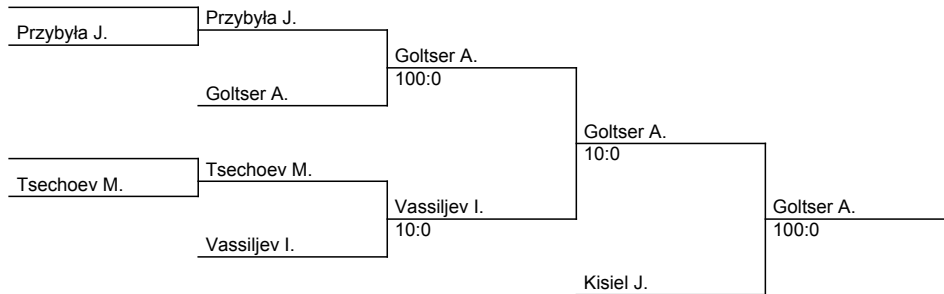 Przybyła J.
Przybyła J.
Goltser A.
100:0
Goltser A.
Goltser A.
10:0
Tsechoev M.
Tsechoev M.
Vassiljev I.
10:0
Goltser A.
100:0
Vassiljev I.
Kisiel J.